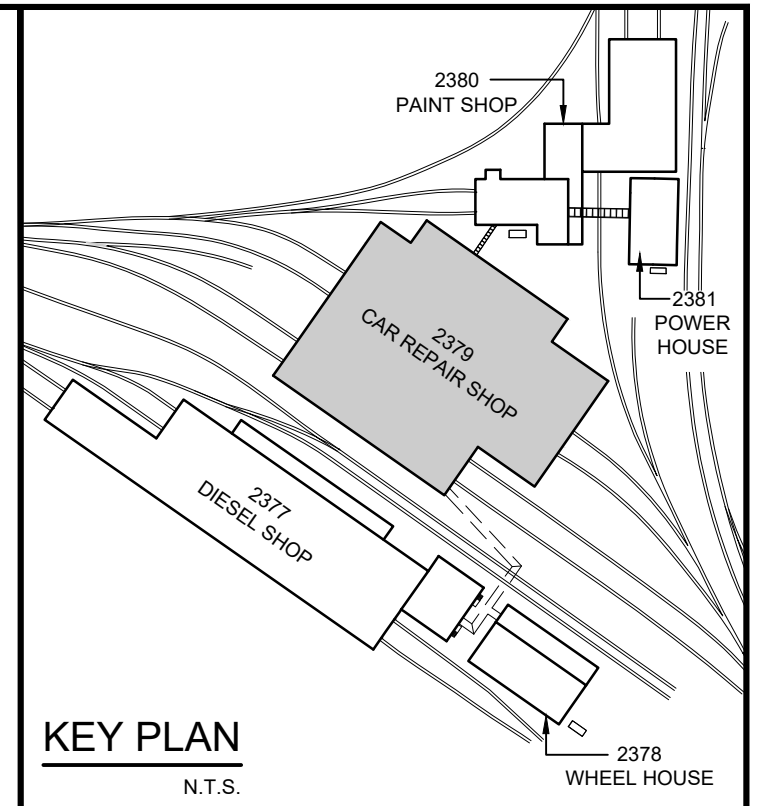 2380
PAINT SHOP
2381
POWER
HOUSE
2379
CAR REPAIR SHOP
2377
DIESEL SHOP
2378
WHEEL HOUSE
KEY PLAN
N.T.S.